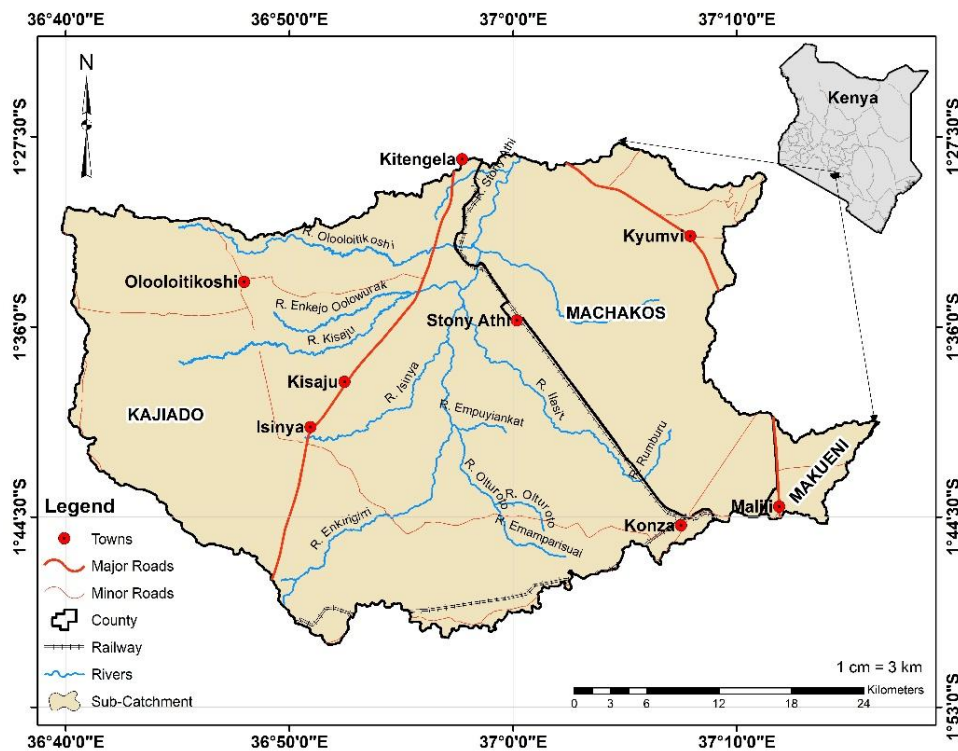 36°40'0"E 36°50'0"E 37°0'0"E 37°10'0"E
N
Kenya
1°27'30"S
1°27'30"S
Kitengela
R. Stony Athi
Kyumvi
R. Olooloitikoshi
Olooloitikoshi
R. Enkejo Oolowurak
MACHAKOS
Stony Athi
1°36'0"S
1°36'0"S
R. Kisaju
Kisaju
R. Isinya
R. Ilasit
KAJIADO
Isinya
R. Empuyiankat
R. Rumburu
MAKUENI
R. Olturoto
R. Olturoto
Malili
Konza
R. Enkirigirri
R. Emamparisuai
1°44'30"S
1°44'30"S
Legend
Towns
Major Roads
Minor Roads
County
Railway
Rivers
Sub-Catchment
1 cm = 3 km
Kilometers
0 3 6 12 18 24
1°53'0"S
1°53'0"S
36°40'0"E 36°50'0"E 37°0'0"E 37°10'0"E